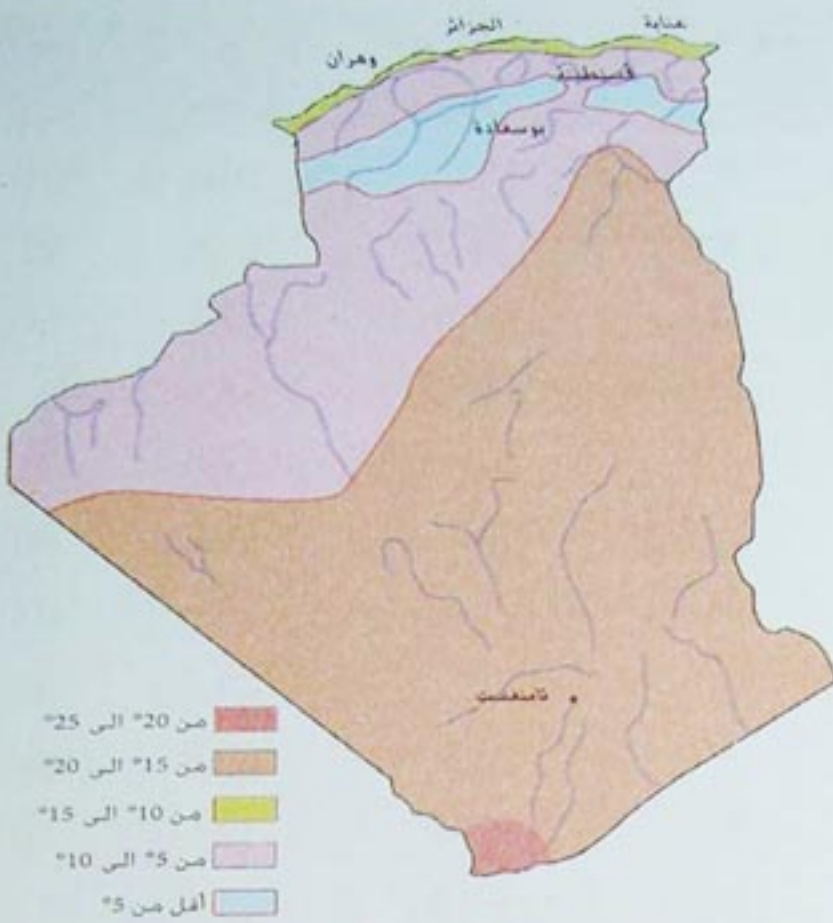 عنابة
الجزائر
وهران
قسنطينة
بوسعادة
تامنغست
من 20° الى 25°
من 15° الى 20°
من 10° الى 15°
من 5° الى 10°
أقل من 5°